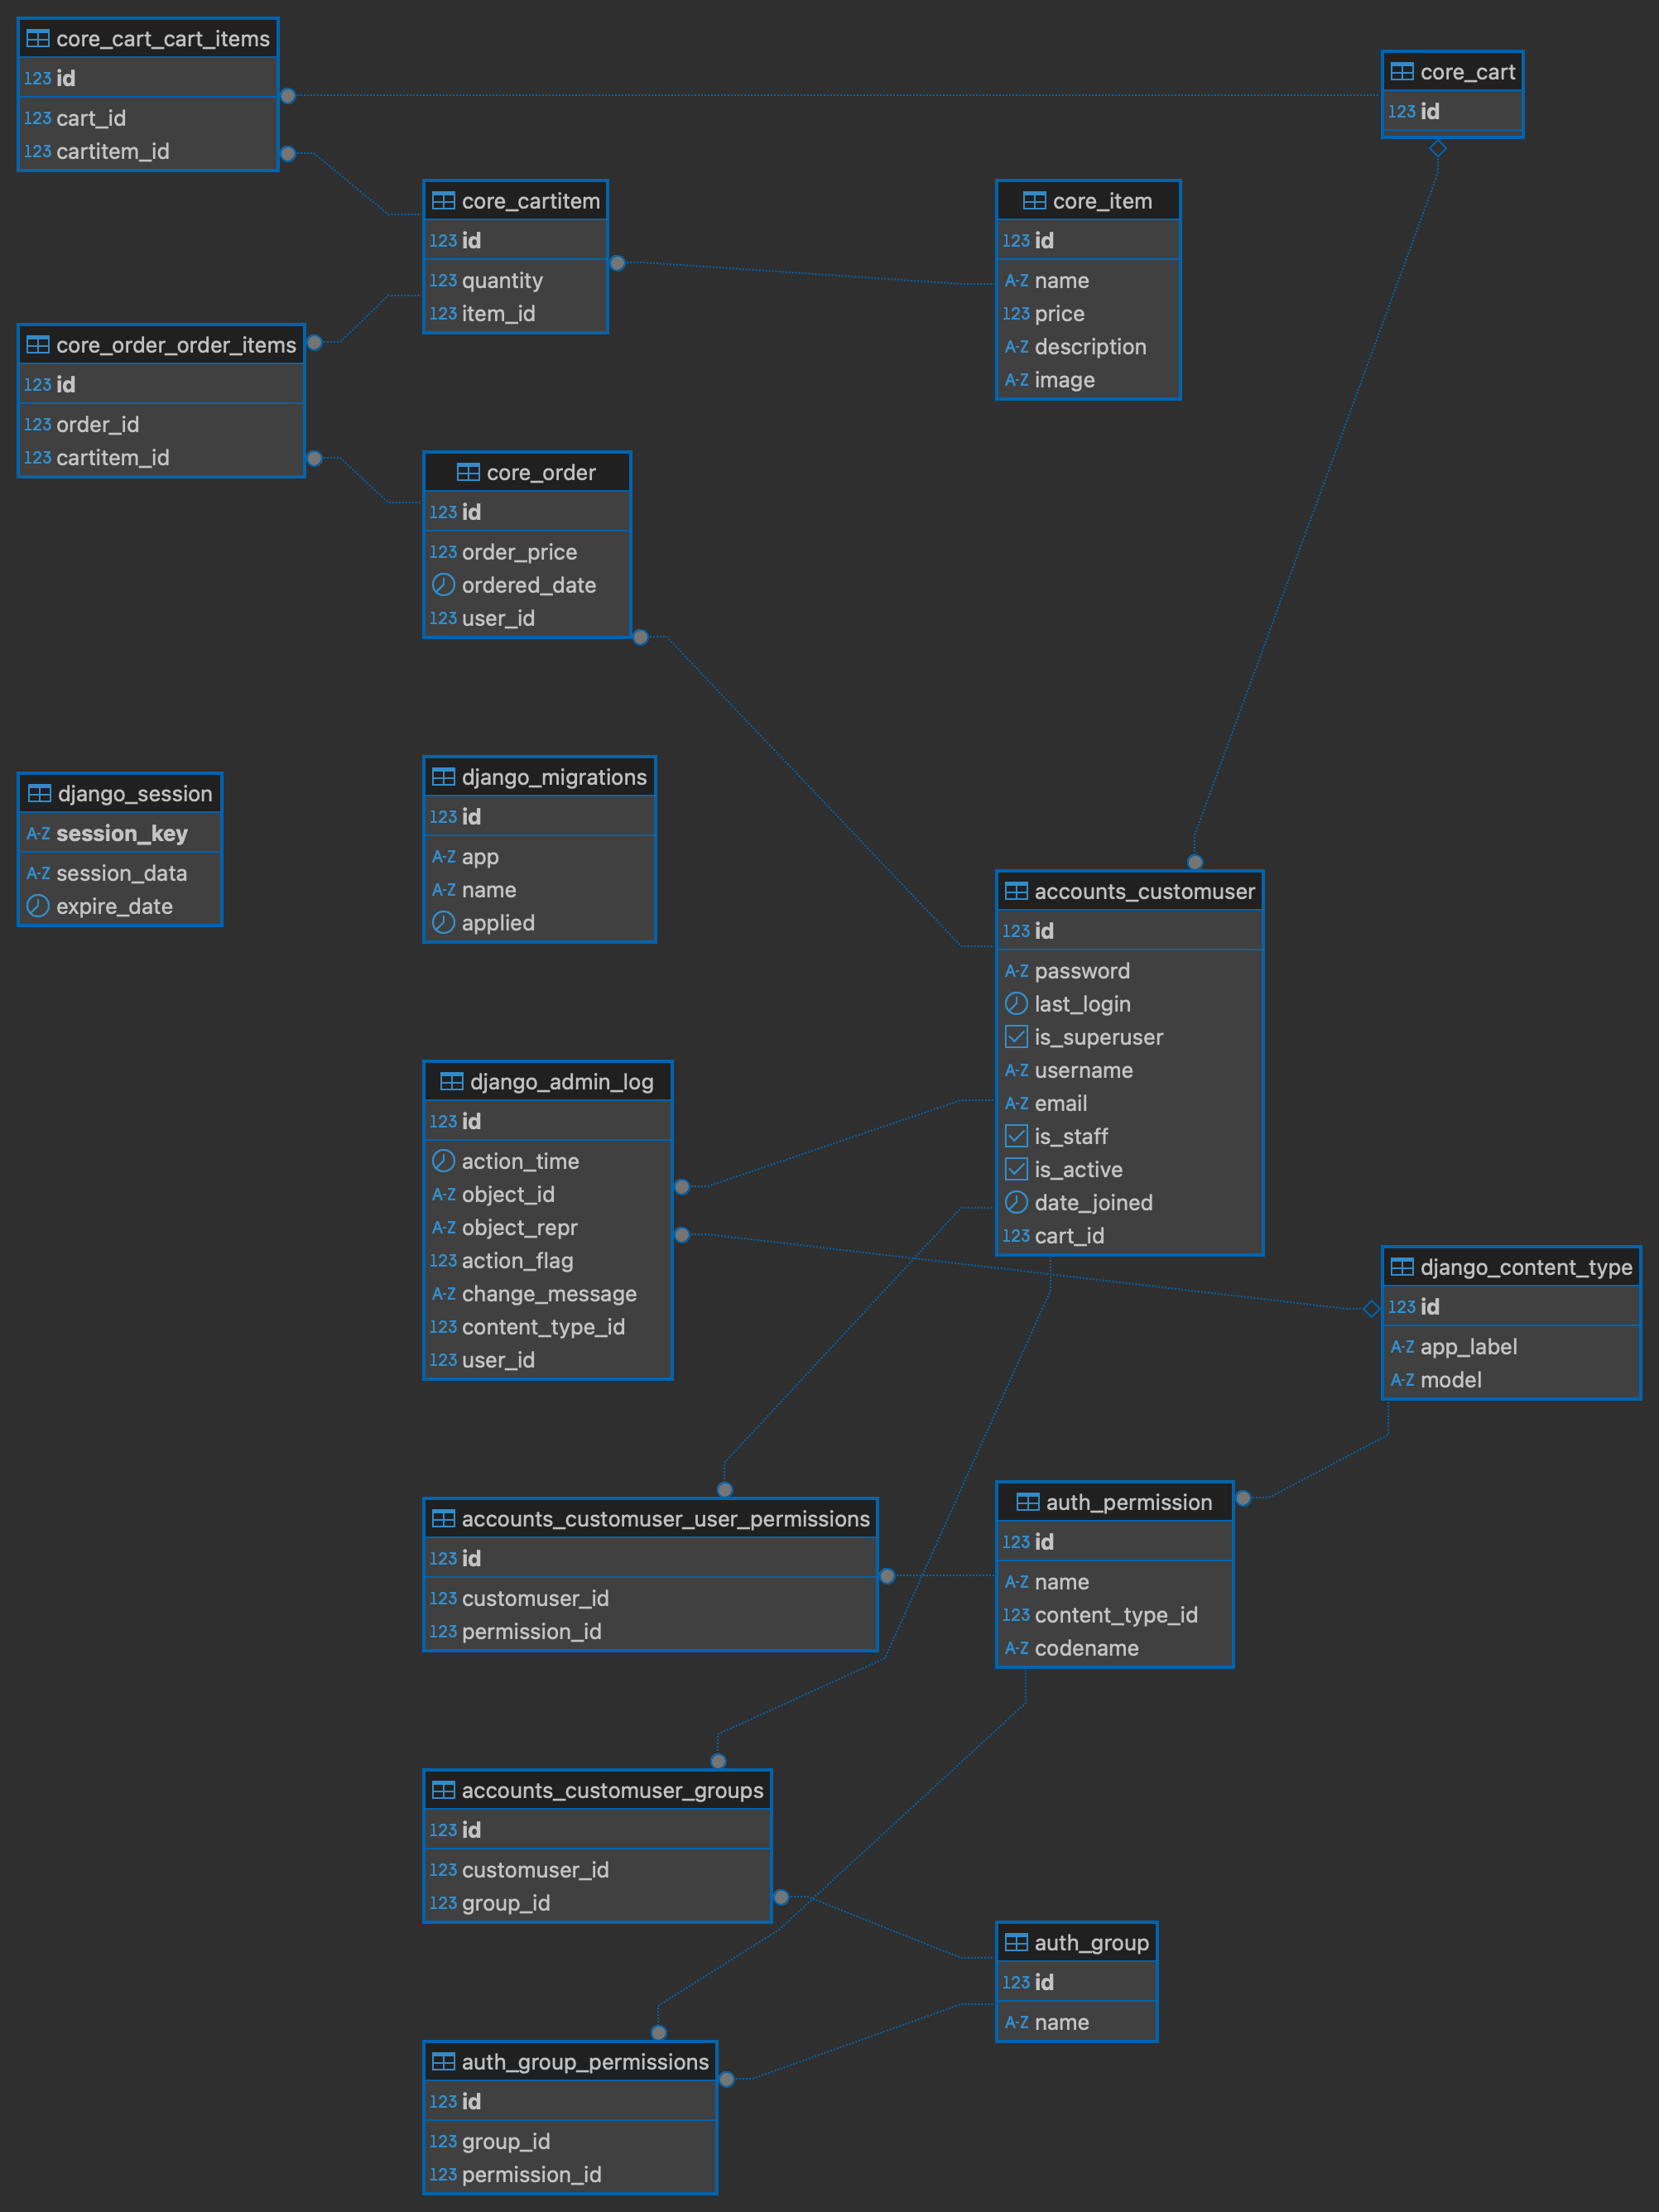 core_cart_cart_items
123 id
123 cart_id
123 cartitem_id
core_cart
123 id
core_cartitem
123 id
123 quantity
123 item_id
core_item
123 id
A-Z name
123 price
A-Z description
A-Z image
core_order_order_items
123 id
123 order_id
123 cartitem_id
core_order
123 id
123 order_price
ordered_date
123 user_id
django_session
A-Z session_key
A-Z session_data
expire_date
django_migrations
123 id
A-Z app
A-Z name
applied
accounts_customuser
123 id
A-Z password
last_login
is_superuser
A-Z username
A-Z email
is_staff
is_active
date_joined
123 cart_id
django_admin_log
123 id
action_time
A-Z object_id
A-Z object_repr
123 action_flag
A-Z change_message
123 content_type_id
123 user_id
django_content_type
123 id
A-Z app_label
A-Z model
accounts_customuser_user_permissions
123 id
123 customuser_id
123 permission_id
auth_permission
123 id
A-Z name
123 content_type_id
A-Z codename
accounts_customuser_groups
123 id
123 customuser_id
123 group_id
auth_group
123 id
A-Z name
auth_group_permissions
123 id
123 group_id
123 permission_id